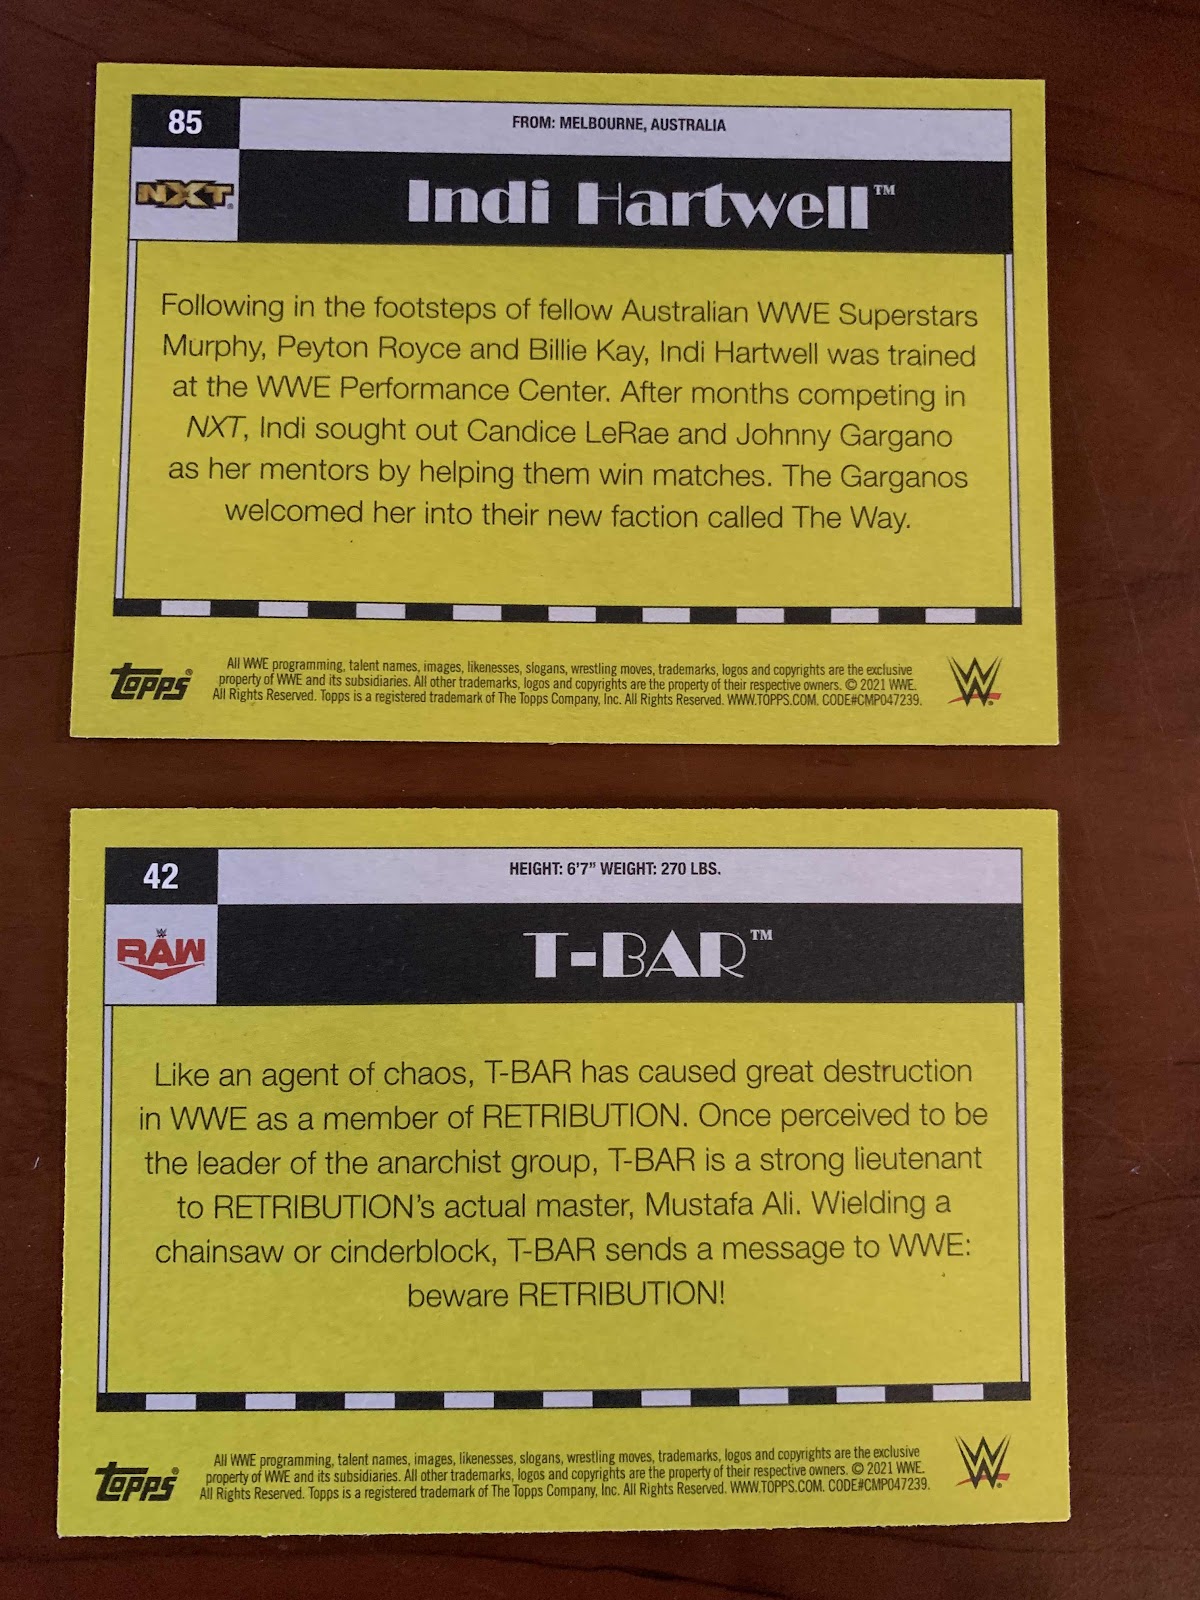 85
FROM: MELBOURNE, AUSTRALIA
NXT
Indi Hartwell™
Following in the footsteps of fellow Australian WWE Superstars
Murphy, Peyton Royce and Billie Kay, Indi Hartwell was trained
at the WWE Performance Center. After months competing in
NXT, Indi sought out Candice LeRae and Johnny Gargano
as her mentors by helping them win matches. The Garganos
welcomed her into their new faction called The Way.
topps®
All WWE programming, talent names, images, likenesses, slogans, wrestling moves, trademarks, logos and copyrights are the exclusive
property of WWE and its subsidiaries. All other trademarks, logos and copyrights are the property of their respective owners. © 2021 WWE.
All Rights Reserved. Topps is a registered trademark of The Topps Company, Inc. All Rights Reserved. WWW.TOPPS.COM. CODE#CMP047239.
W
42
HEIGHT: 6'7” WEIGHT: 270 LBS.
W
RAW
T-BAR™
Like an agent of chaos, T-BAR has caused great destruction
in WWE as a member of RETRIBUTION. Once perceived to be
the leader of the anarchist group, T-BAR is a strong lieutenant
to RETRIBUTION's actual master, Mustafa Ali. Wielding a
chainsaw or cinderblock, T-BAR sends a message to WWE:
beware RETRIBUTION!
topps®
All WWE programming, talent names, images, likenesses, slogans, wrestling moves, trademarks, logos and copyrights are the exclusive
property of WWE and its subsidiaries. All other trademarks, logos and copyrights are the property of their respective owners. © 2021 WWE.
All Rights Reserved. Topps is a registered trademark of The Topps Company, Inc. All Rights Reserved. WWW.TOPPS.COM. CODE#CMP047239.
W